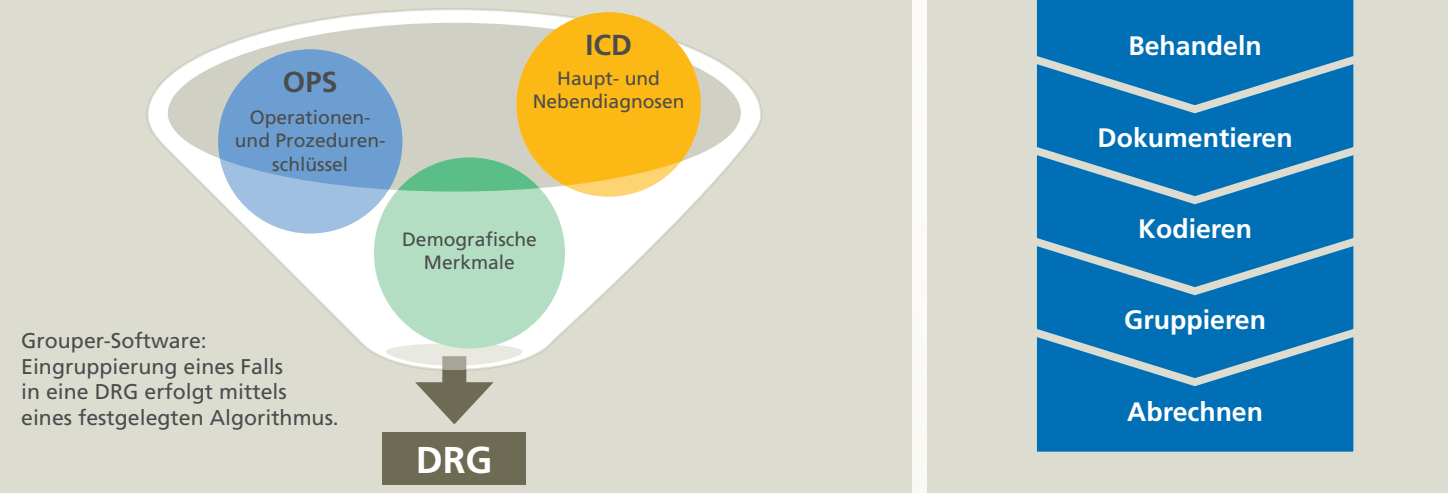 OPS
Operationen-
und Prozeduren-
schlüssel
ICD
Haupt- und
Nebendiagnosen
Demografische
Merkmale
Grouper-Software:
Eingruppierung eines Falls
in eine DRG erfolgt mittels
eines festgelegten Algorithmus.
DRG
Behandeln
Dokumentieren
Kodieren
Gruppieren
Abrechnen